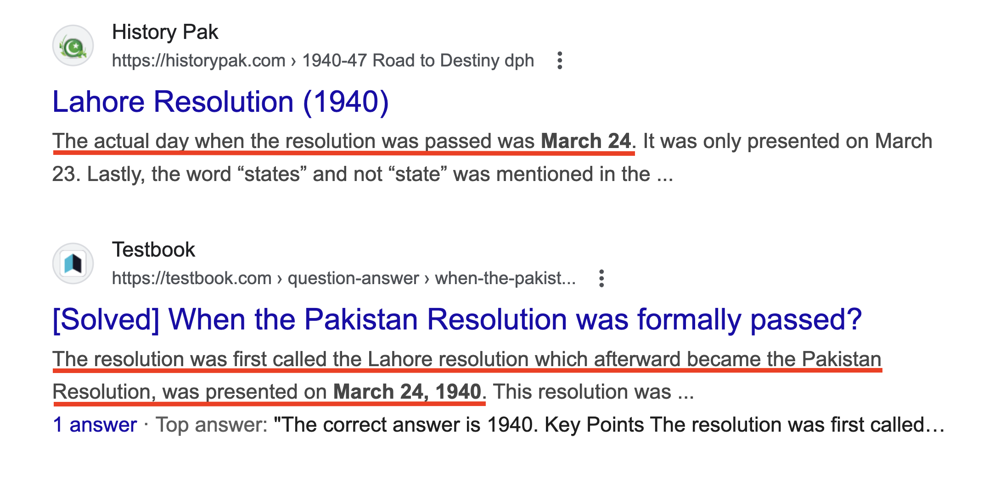 History Pak
https://historypak.com › 1940-47 Road to Destiny dph
Lahore Resolution (1940)
The actual day when the resolution was passed was March 24. It was only presented on March
23. Lastly, the word “states” and not “state” was mentioned in the ...
Testbook
https://testbook.com › question-answer › when-the-pakist...
[Solved] When the Pakistan Resolution was formally passed?
The resolution was first called the Lahore resolution which afterward became the Pakistan
Resolution, was presented on March 24, 1940. This resolution was ...
1 answer · Top answer: "The correct answer is 1940. Key Points The resolution was first called…